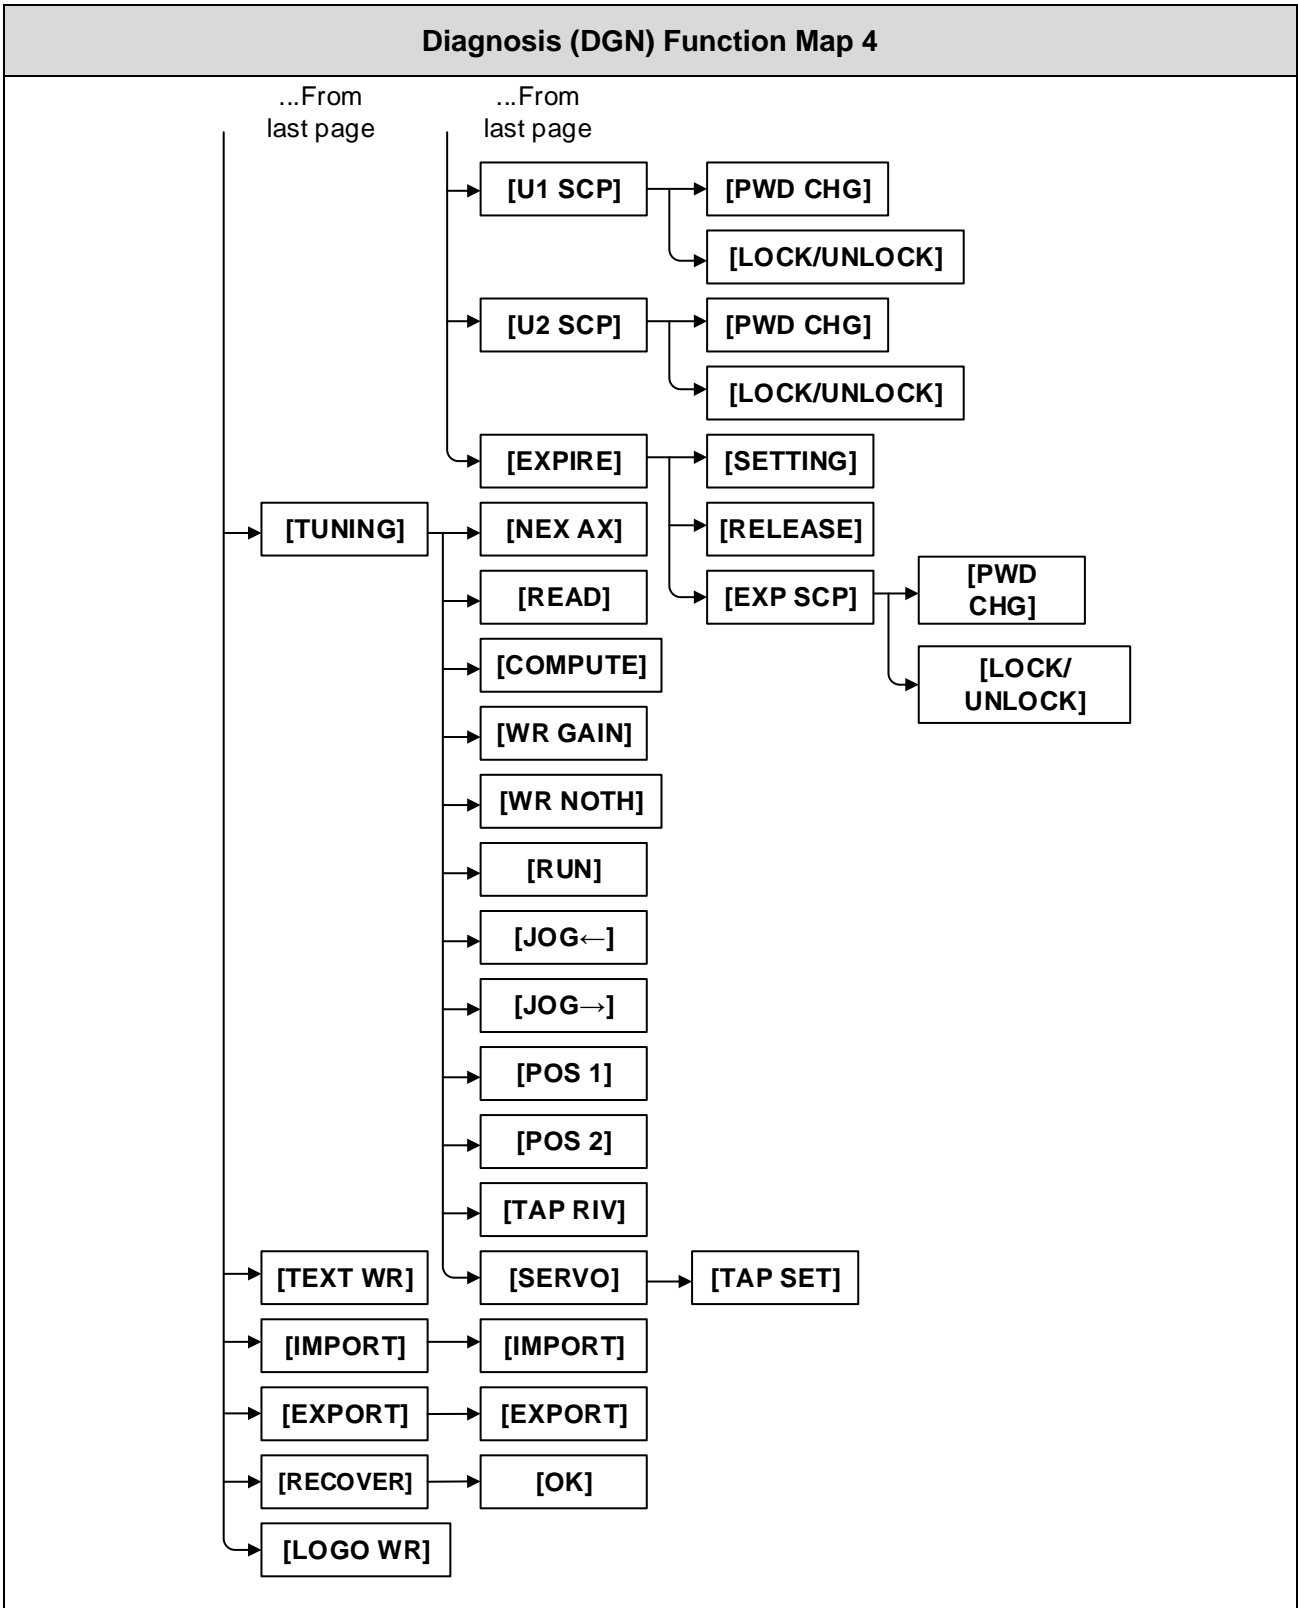 Diagnosis (DGN) Function Map 4
...From
last page
...From
last page
[U1 SCP]
[PWD CHG]
[LOCK/UNLOCK]
[U2 SCP]
[PWD CHG]
[LOCK/UNLOCK]
[EXPIRE]
[SETTING]
[TUNING]
[NEX AX]
[RELEASE]
[READ]
[EXP SCP]
[PWD
CHG]
[COMPUTE]
[LOCK/
UNLOCK]
[WR GAIN]
[WR NOTH]
[RUN]
[JOG←]
[JOG→]
[POS 1]
[POS 2]
[TAP RIV]
[TEXT WR]
[SERVO]
[TAP SET]
[IMPORT]
[IMPORT]
[EXPORT]
[EXPORT]
[RECOVER]
[OK]
[LOGO WR]